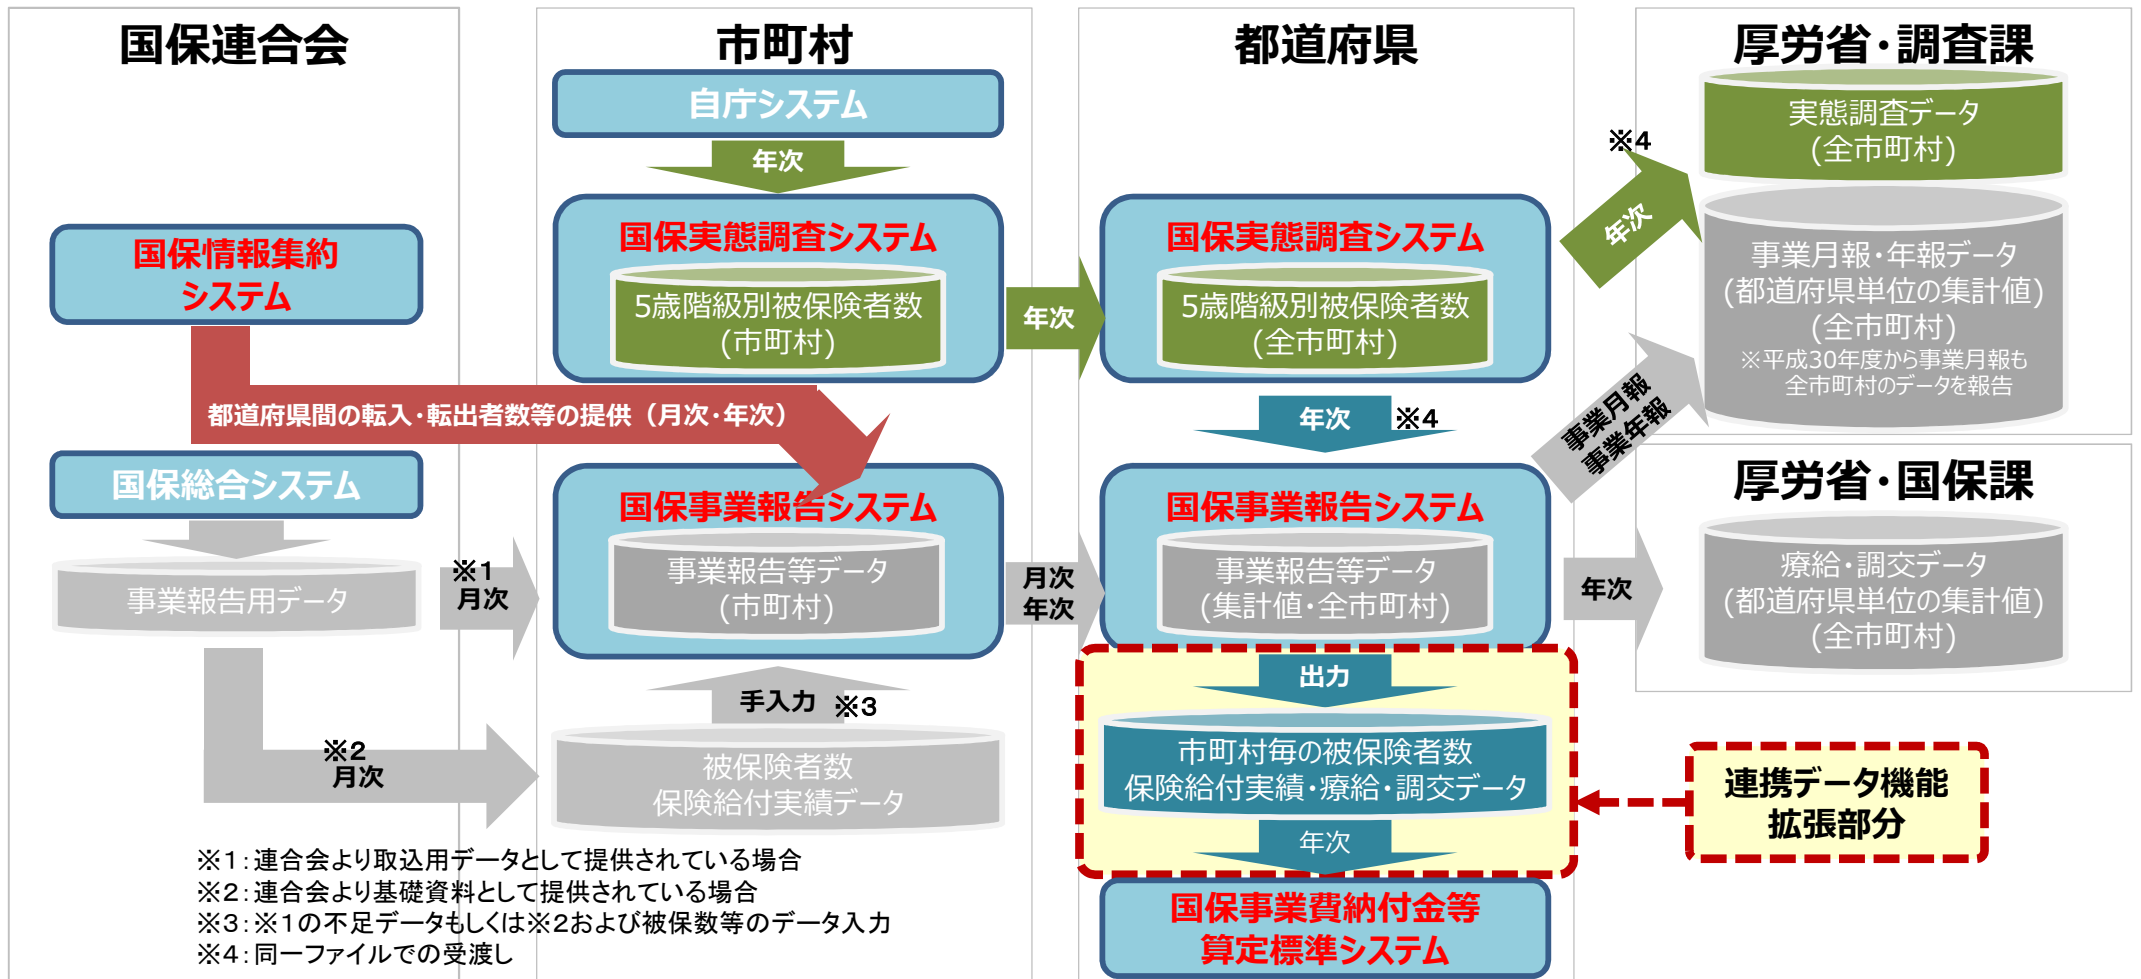 国保連合会
国保情報集約
システム
都道府県間の転入・転出者数等の提供（月次・年次）
国保総合システム
事業報告用データ
※1
月次
※2
月次
市町村
自庁システム
年次
国保実態調査システム
5歳階級別被保険者数
(市町村)
年次
国保事業報告システム
事業報告等データ
(市町村)
月次
年次
手入力 ※3
被保険者数
保険給付実績データ
都道府県
国保実態調査システム
5歳階級別被保険者数
(全市町村)
年次 ※4
国保事業報告システム
事業報告等データ
(集計値・全市町村)
出力
市町村毎の被保険者数
保険給付実績・療給・調交データ
年次
国保事業費納付金等
算定標準システム
※4
年次
事業月報
事業年報
年次
厚労省・調査課
実態調査データ
(全市町村)
事業月報・年報データ
(都道府県単位の集計値)
(全市町村)
※平成30年度から事業月報も
全市町村のデータを報告
厚労省・国保課
療給・調交データ
(都道府県単位の集計値)
(全市町村)
連携データ機能
拡張部分
※1：連合会より取込用データとして提供されている場合
※2：連合会より基礎資料として提供されている場合
※3：※1の不足データもしくは※2および被保数等のデータ入力
※4：同一ファイルでの受渡し